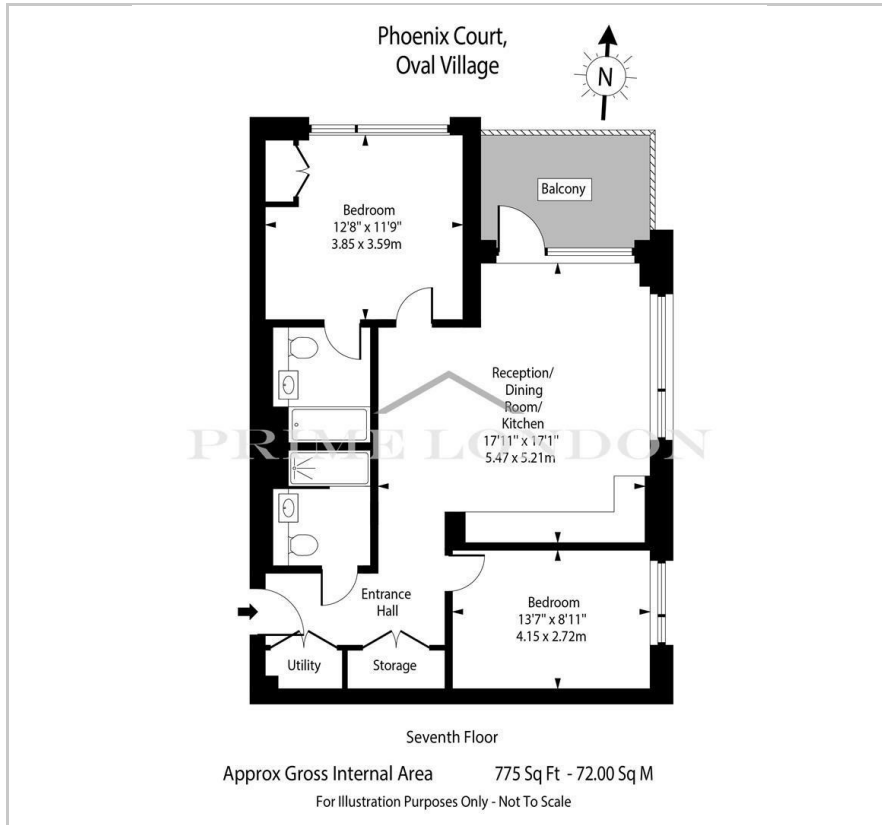 Phoenix Court,
Oval Village
N
Balcony
Bedroom
12'8" x 11'9"
3.85 x 3.59m
Reception/
Dining
Room/
Kitchen
17'11" x 17'1"
5.47 x 5.21m
PRIME LONDON
Entrance
Hall
Bedroom
13'7" x 8'11"
4.15 x 2.72m
Utility
Storage
Seventh Floor
Approx Gross Internal Area 775 Sq Ft - 72.00 Sq M
For Illustration Purposes Only - Not To Scale